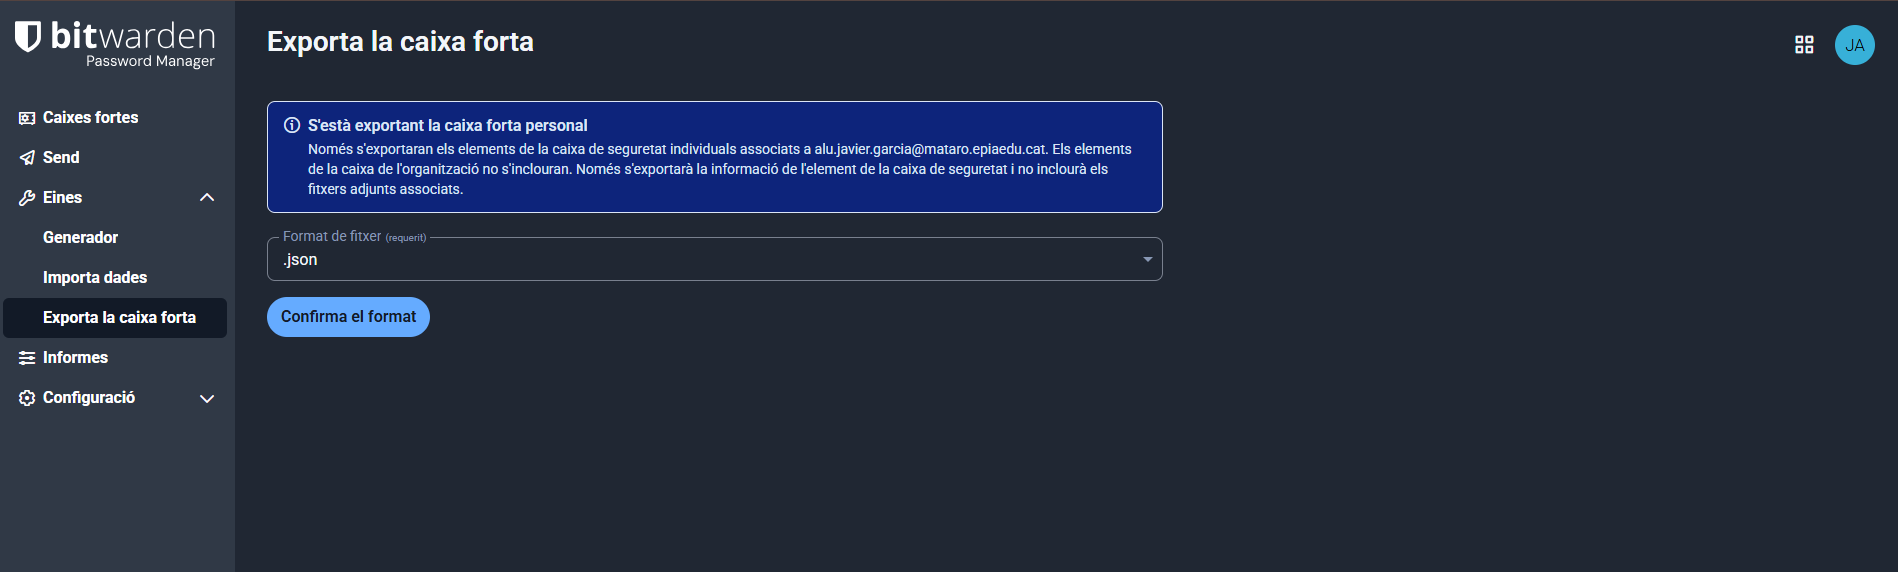 bitwarden
Password Manager
Caixes fortes
Send
Eines
Generador
Importa dades
Exporta la caixa forta
Informes
Configuració
Exporta la caixa forta
JA
S'està exportant la caixa forta personal
Només s'exportaran els elements de la caixa de seguretat individuals associats a alu.javier.garcia@mataro.epiaedu.cat. Els elements
de la caixa de l'organització no s'inclouran. Només s'exportarà la informació de l'element de la caixa de seguretat i no inclourà els
fitxers adjunts associats.
Format de fitxer (requerit)
.json
Confirma el format